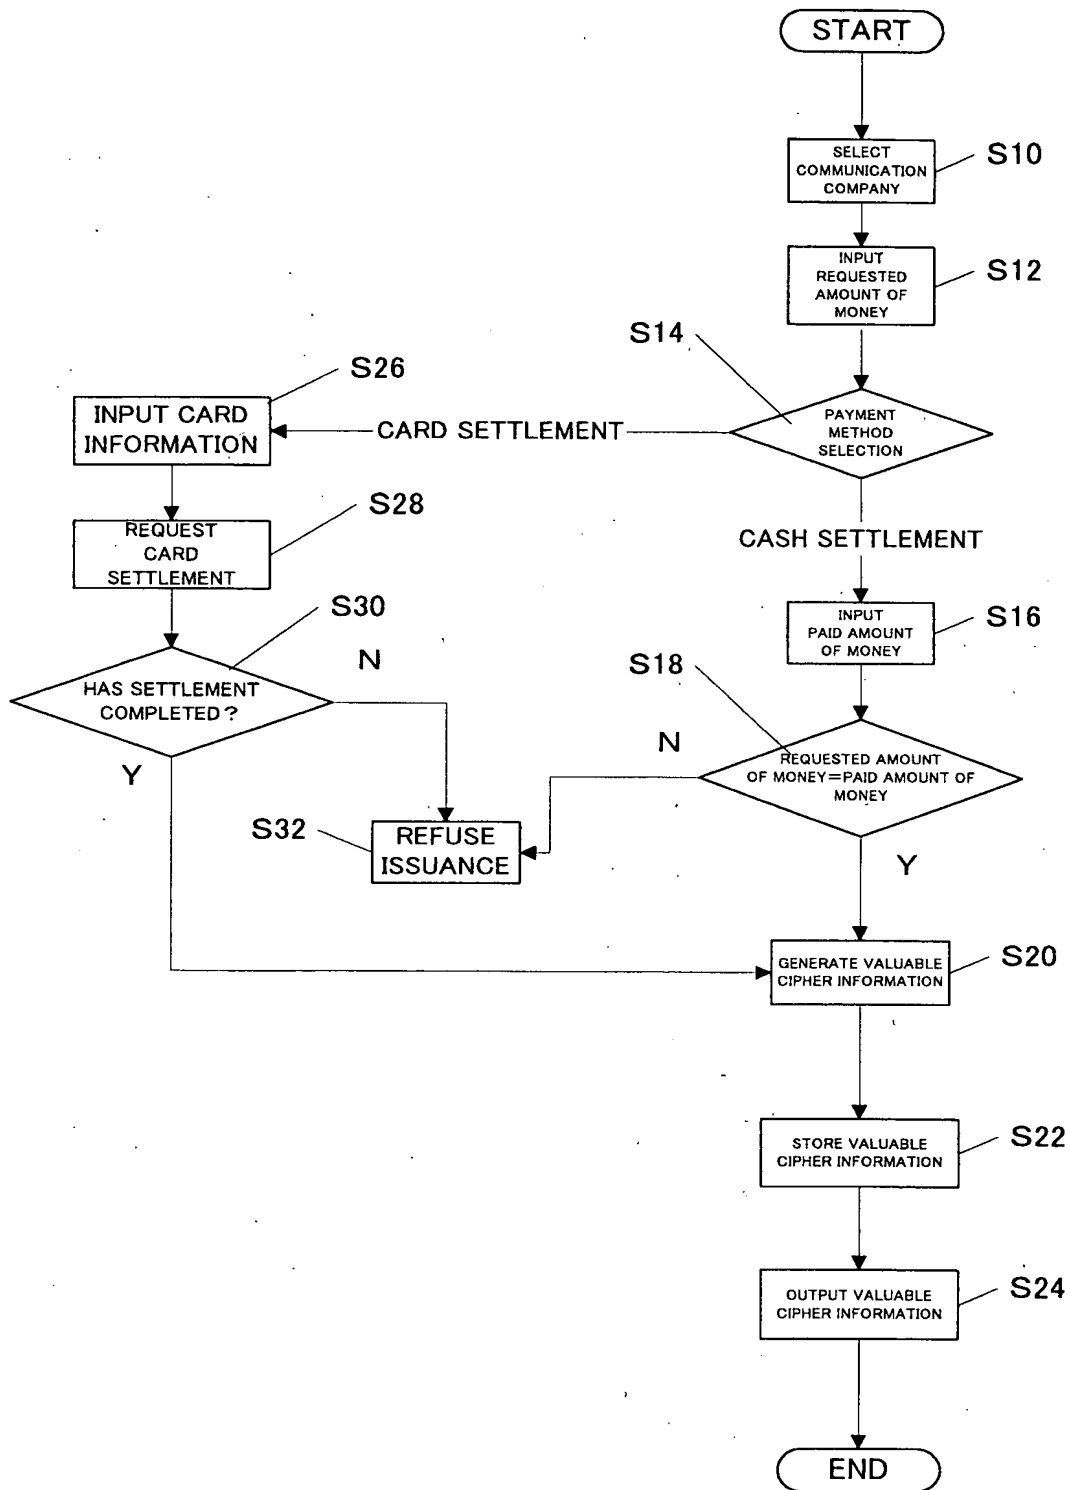 START
SELECT
COMMUNICATION
COMPANY
S10
INPUT
REQUESTED
AMOUNT OF
MONEY
S12
S14
PAYMENT
METHOD
SELECTION
CARD SETTLEMENT
S26
INPUT CARD
INFORMATION
S28
REQUEST
CARD
SETTLEMENT
CASH SETTLEMENT
S30
HAS SETTLEMENT
COMPLETED?
N
Y
INPUT
PAID AMOUNT
OF MONEY
S16
S18
REQUESTED AMOUNT
OF MONEY=PAID AMOUNT OF
MONEY
N
Y
S32
REFUSE
ISSUANCE
GENERATE VALUABLE
CIPHER INFORMATION
S20
STORE VALUABLE
CIPHER INFORMATION
S22
OUTPUT VALUABLE
CIPHER INFORMATION
S24
END